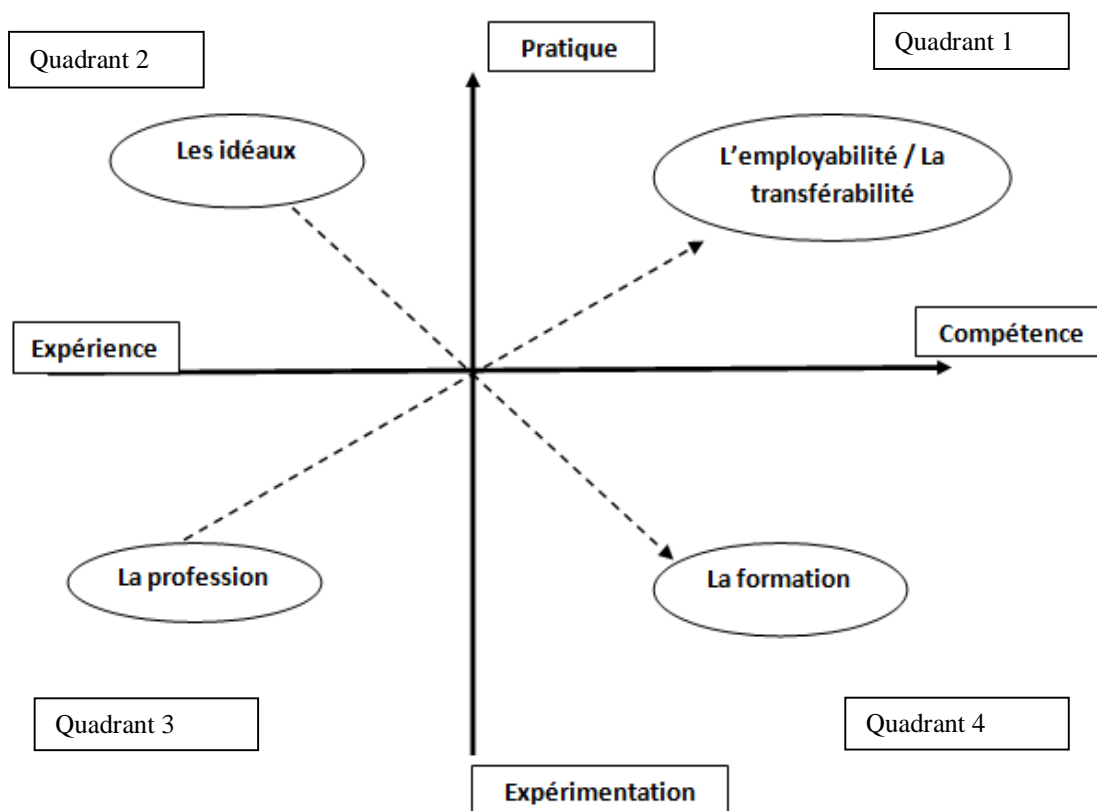 Quadrant 2
Pratique
Quadrant 1
Les idéaux
L’employabilité / La
transférabilité
Expérience
Compétence
La profession
La formation
Quadrant 3
Quadrant 4
Expérimentation